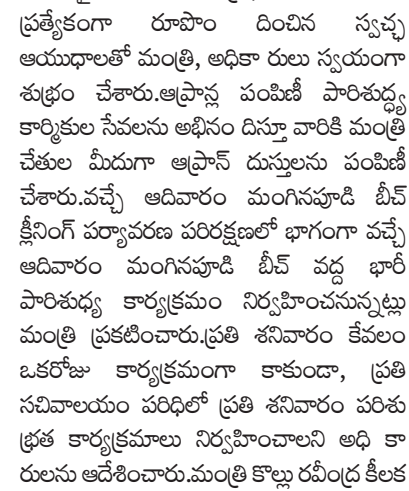 ప్రత్యేకంగా రూపొం దించిన స్వచ్ఛ
ఆయుధాలతో మంత్రి, అధికా రులు స్వయంగా
శుభ్రం చేశారు.ఆప్రాన్ల పంపిణీ పారిశుద్ధ్య
కార్మికుల సేవలను అభినం దిస్తూ వారికి మంత్రి
చేతుల మీదుగా ఆప్రాన్ దుస్తులను పంపిణీ
చేశారు.వచ్చే ఆదివారం మంగినపూడి బీచ్
క్లీనింగ్ పర్యావరణ పరిరక్షణలో భాగంగా వచ్చే
ఆదివారం మంగినపూడి బీచ్ వద్ద భారీ
పారిశుధ్య కార్యక్రమం నిర్వహించనున్నట్లు
మంత్రి ప్రకటించారు.ప్రతి శనివారం కేవలం
ఒకరోజు కార్యక్రమంగా కాకుండా, ప్రతి
సచివాలయం పరిధిలో ప్రతి శనివారం పరిశు
భ్రత కార్యక్రమాలు నిర్వహించాలని అధి కా
రులను ఆదేశించారు.మంత్రి కొల్లు రవీంద్ర కీలక